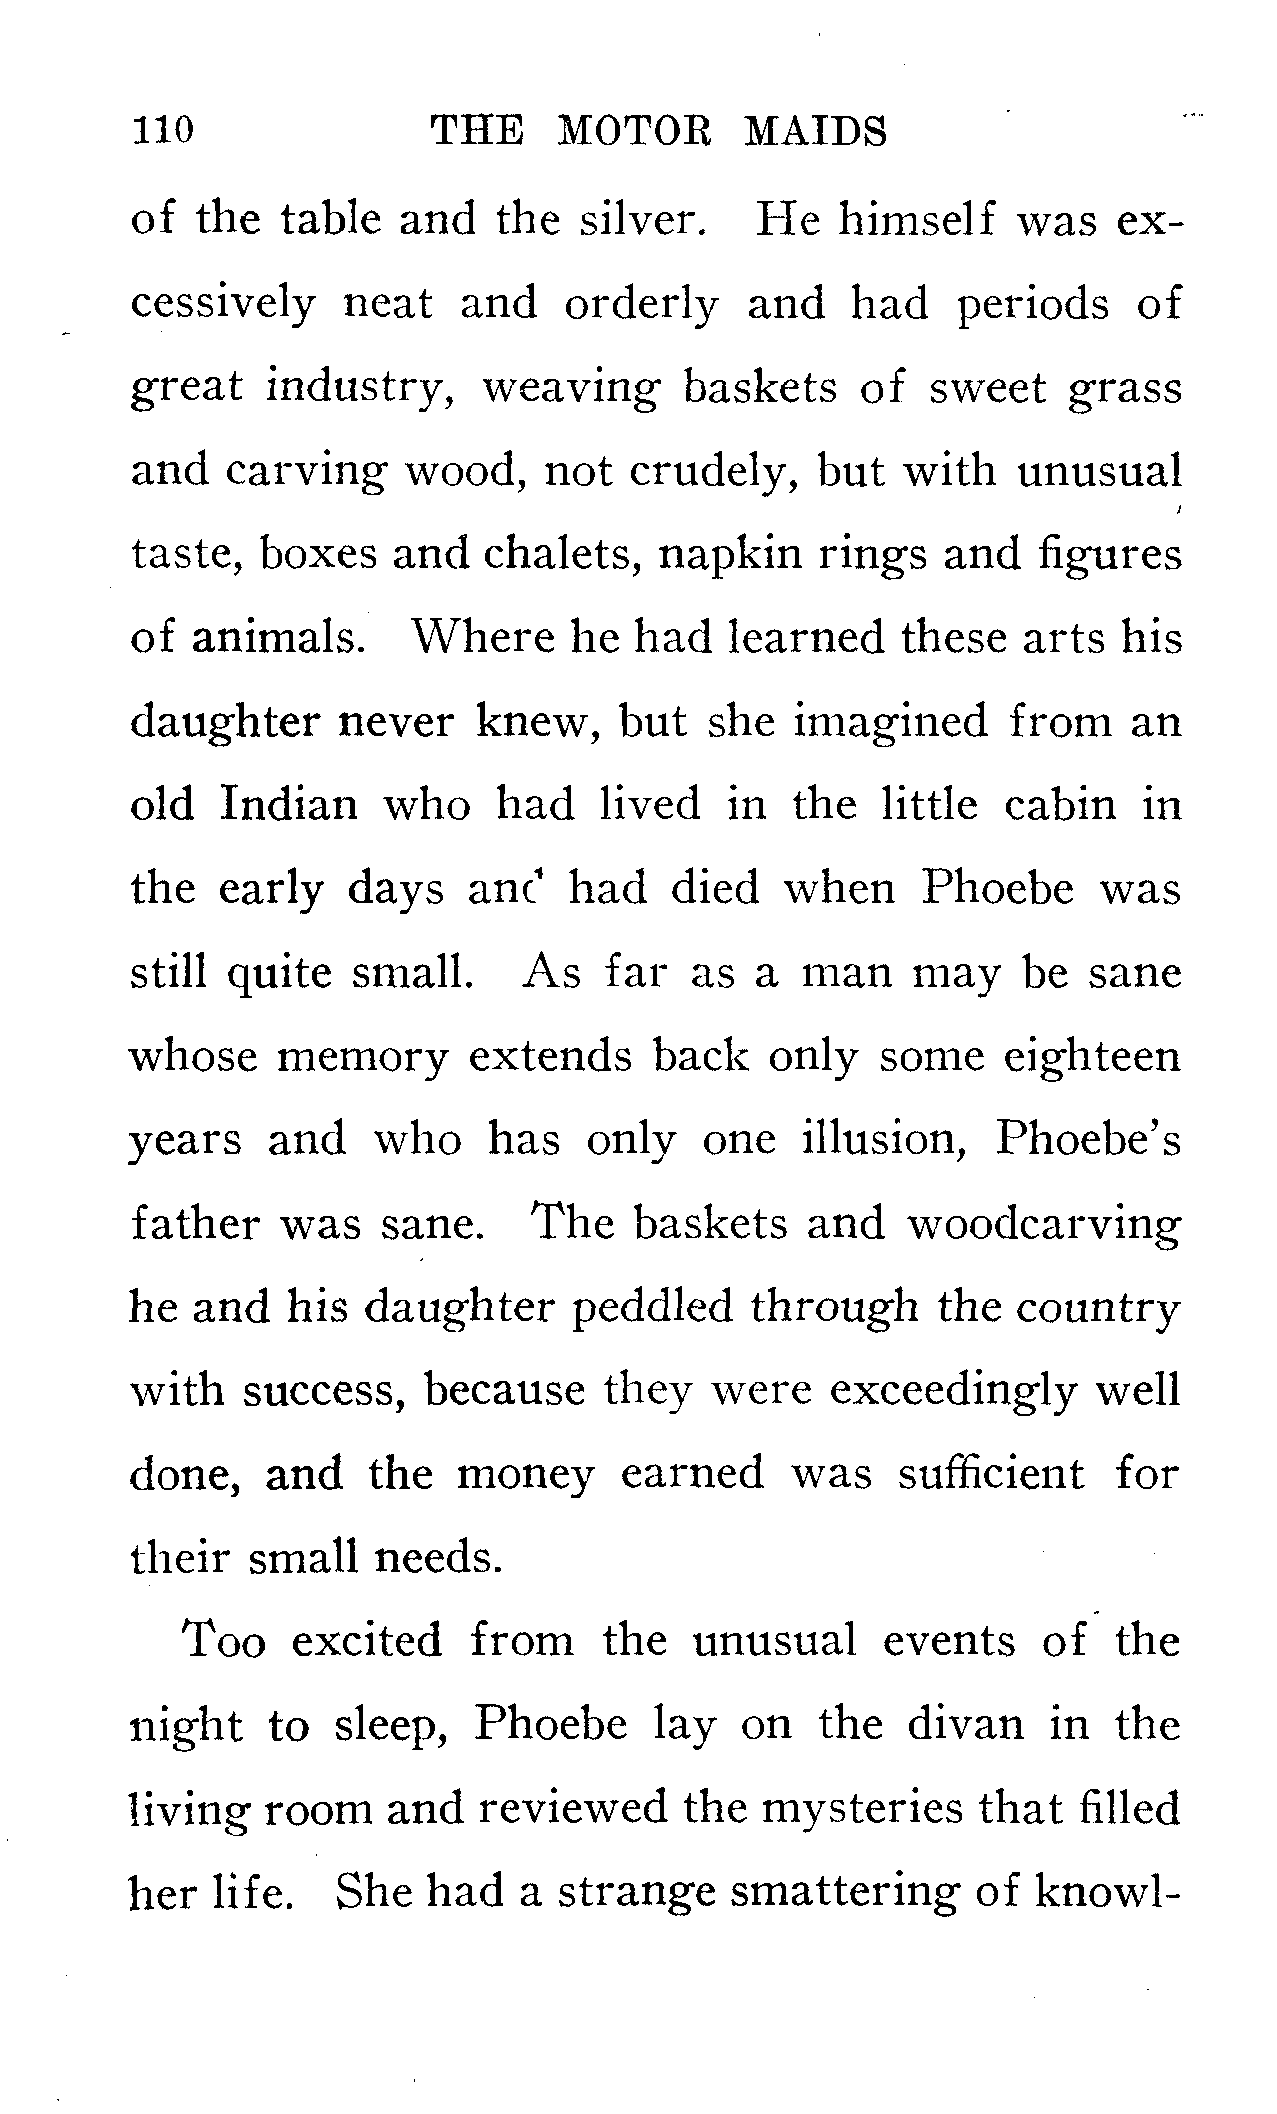 110 THE MOTOR MAIDS
of the table and the silver. He himself was ex-
cessively neat and orderly and had periods of
great industry, weaving baskets of sweet grass
and carving wood, not crudely, but with unusual
taste, boxes and chalets, napkin rings and figures
of animals. Where he had learned these arts his
daughter never knew, but she imagined from an
old Indian who had lived in the little cabin in
the early days and had died when Phoebe was
still quite small. As far as a man may be sane
whose memory extends back only some eighteen
years and who has only one illusion, Phoebe's
father was sane. The baskets and woodcarving
he and his daughter peddled through the country
with success, because they were exceedingly well
done, and the money earned was sufficient for
their small needs.
Too excited from the unusual events of the
night to sleep, Phoebe lay on the divan in the
living room and reviewed the mysteries that filled
her life. She had a strange smattering of knowl-